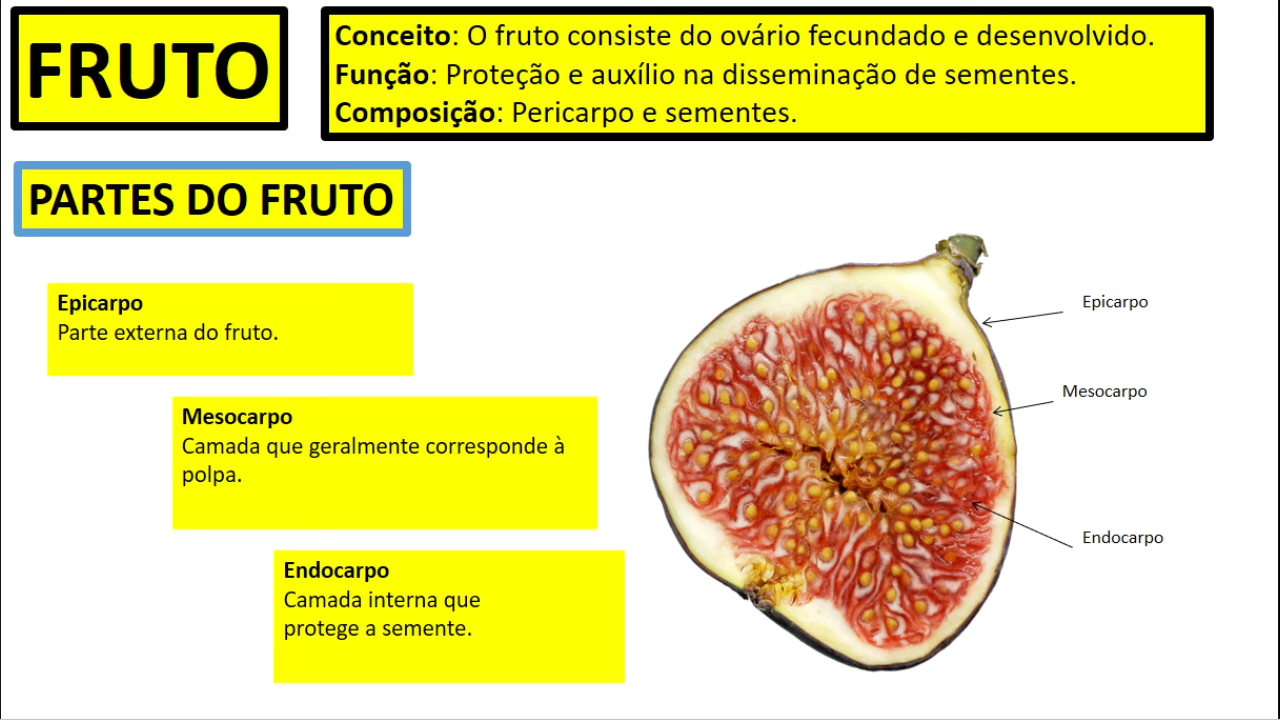 FRUTO
Conceito: O fruto consiste do ovário fecundado e desenvolvido.
Função: Proteção e auxílio na disseminação de sementes.
Composição: Pericarpo e sementes.
PARTES DO FRUTO
Epicarpo
Parte externa do fruto.
Mesocarpo
Camada que geralmente corresponde à
polpa.
Endocarpo
Camada interna que
protege a semente.
Epicarpo
Mesocarpo
Endocarpo